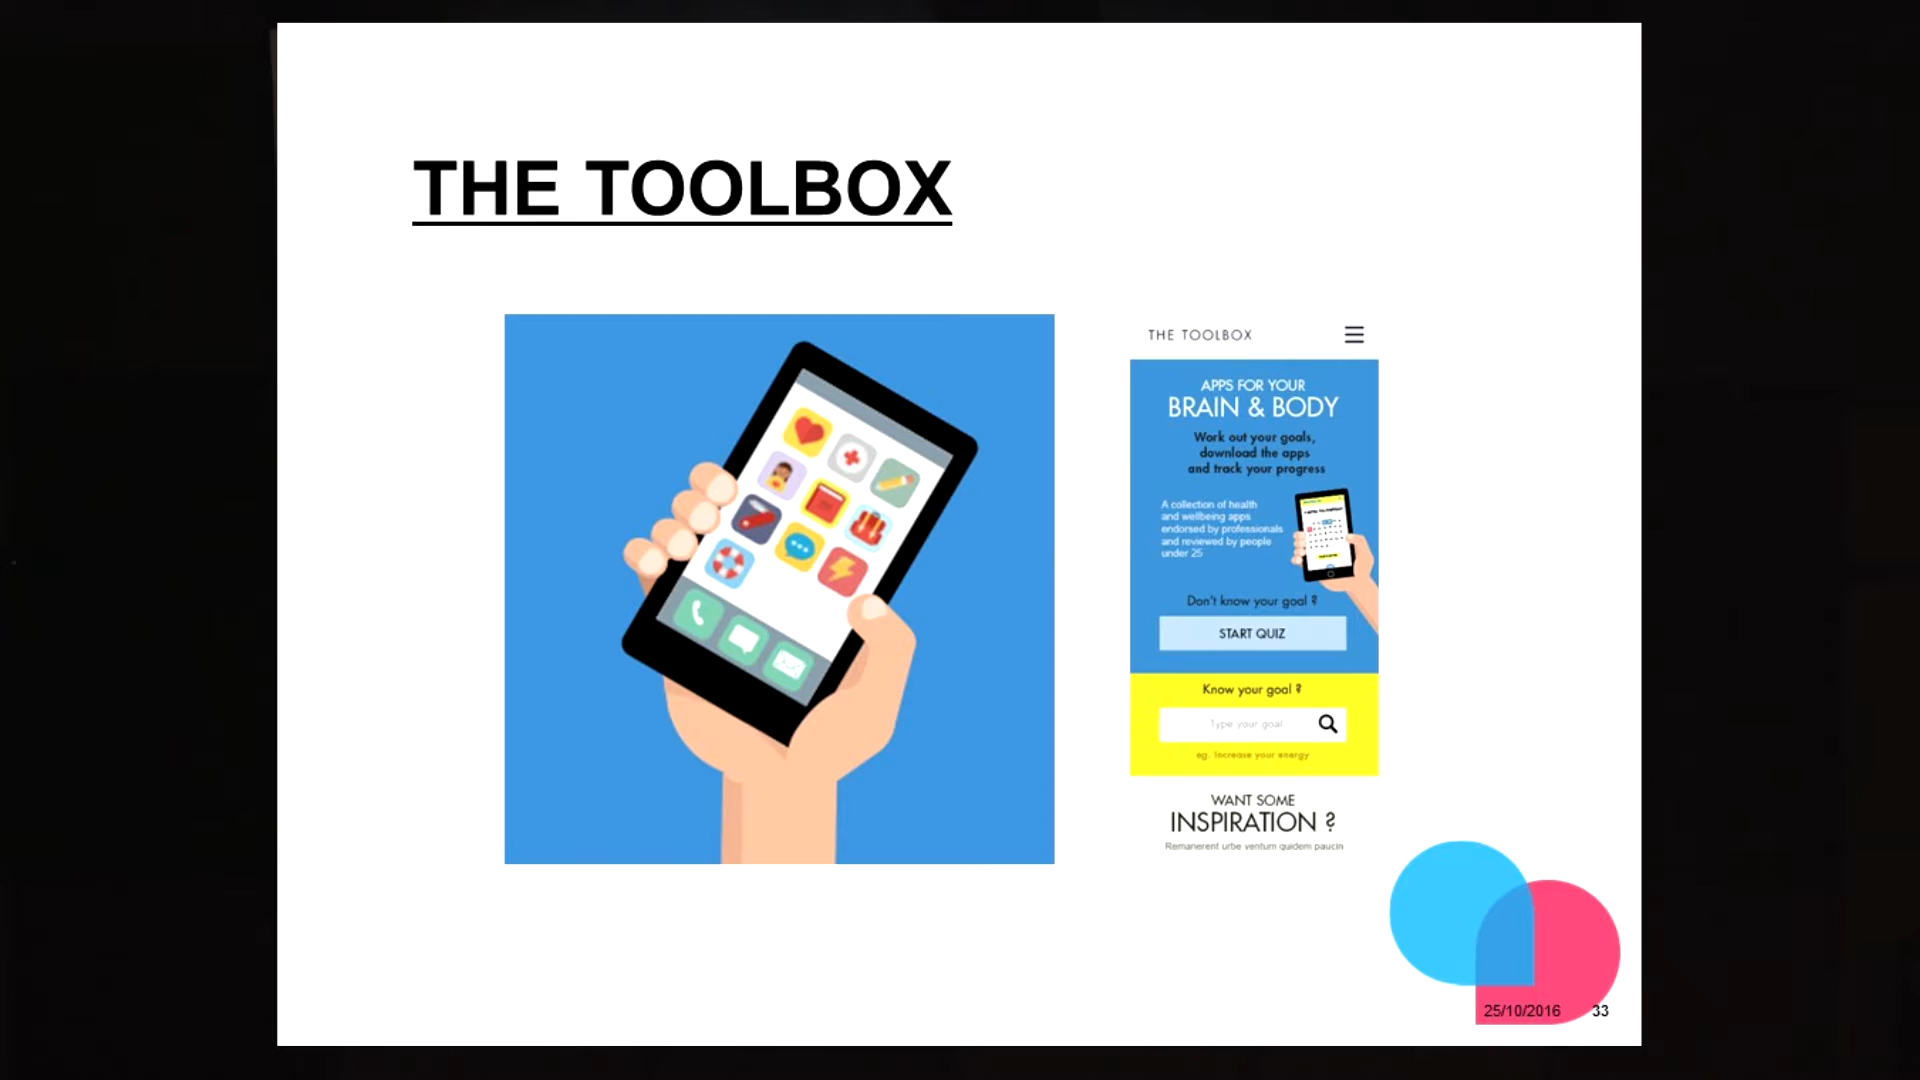 THE TOOLBOX
THE TOOLBOX
APPS FOR YOUR
BRAIN & BODY
Work out your goals,
download the apps
and track your progress
A collection of health
and wellbeing apps
endorsed by professionals
and reviewed by people
under 25
Don't know your goal ?
START QUIZ
Know your goal ?
Type your goal
eg. Increase your energy
WANT SOME
INSPIRATION ?
Remanerent urbe ventum quidem paucin
25/10/2016 33